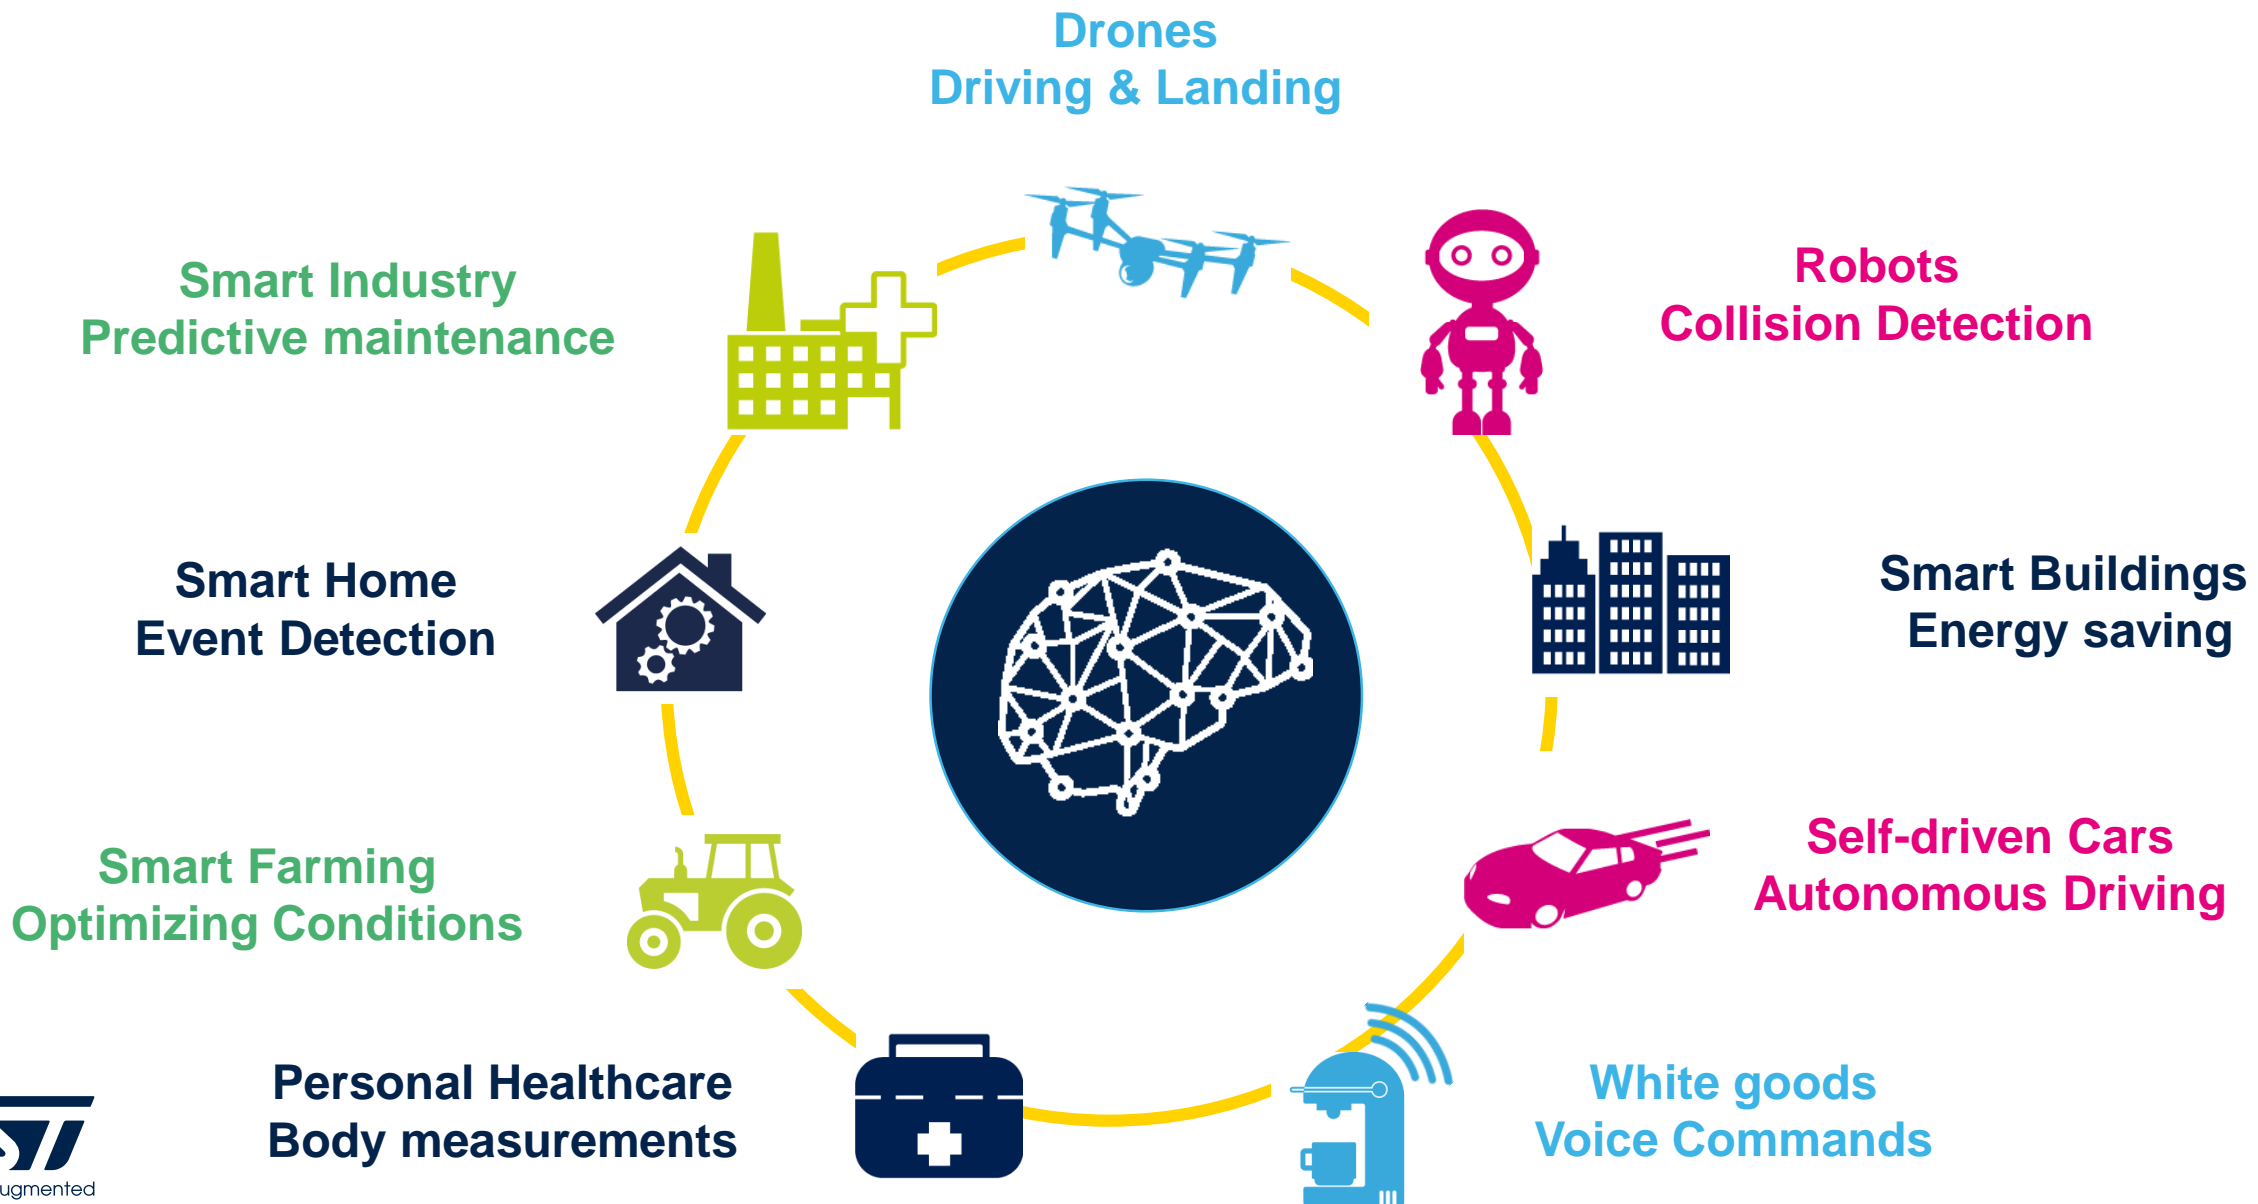 Drones
Driving & Landing
Smart Industry
Predictive maintenance
Robots
Collision Detection
Smart Home
Event Detection
Smart Buildings
Energy saving
Smart Farming
Optimizing Conditions
Self-driven Cars
Autonomous Driving
Personal Healthcare
Body measurements
White goods
Voice Commands
ST
ugmented